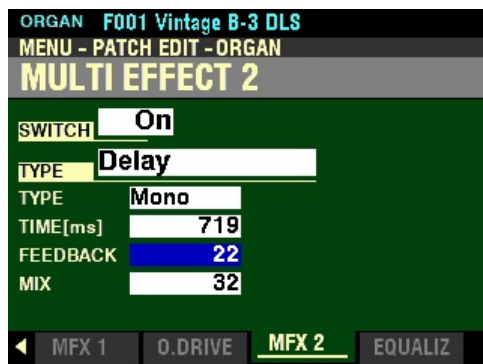 ORGAN F001 Vintage B-3 DLS
MENU - PATCH EDIT - ORGAN
MULTI EFFECT 2
SWITCH On
TYPE Delay
TYPE Mono
TIME[ms] 719
FEEDBACK 22
MIX 32
MFX 1 O.DRIVE MFX 2 EQUALIZ